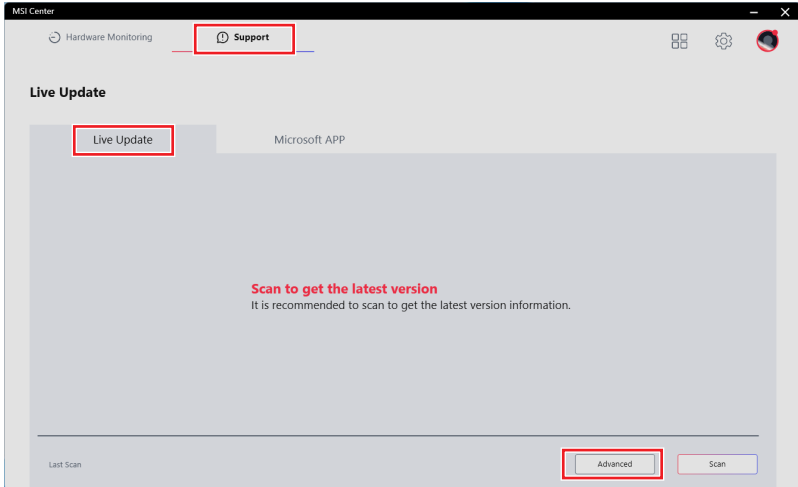 MSI Center
Hardware Monitoring
Support
Live Update
Live Update
Microsoft APP
Scan to get the latest version
It is recommended to scan to get the latest version information.
Last Scan
Advanced
Scan